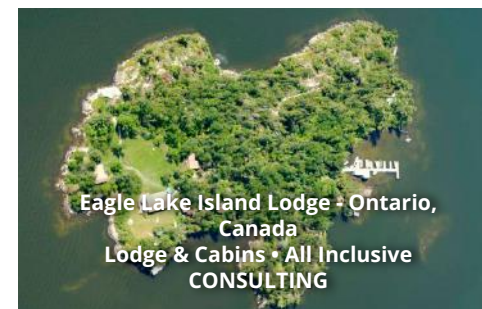 Eagle Lake Island Lodge - Ontario,
Canada
Lodge & Cabins • All Inclusive
CONSULTING